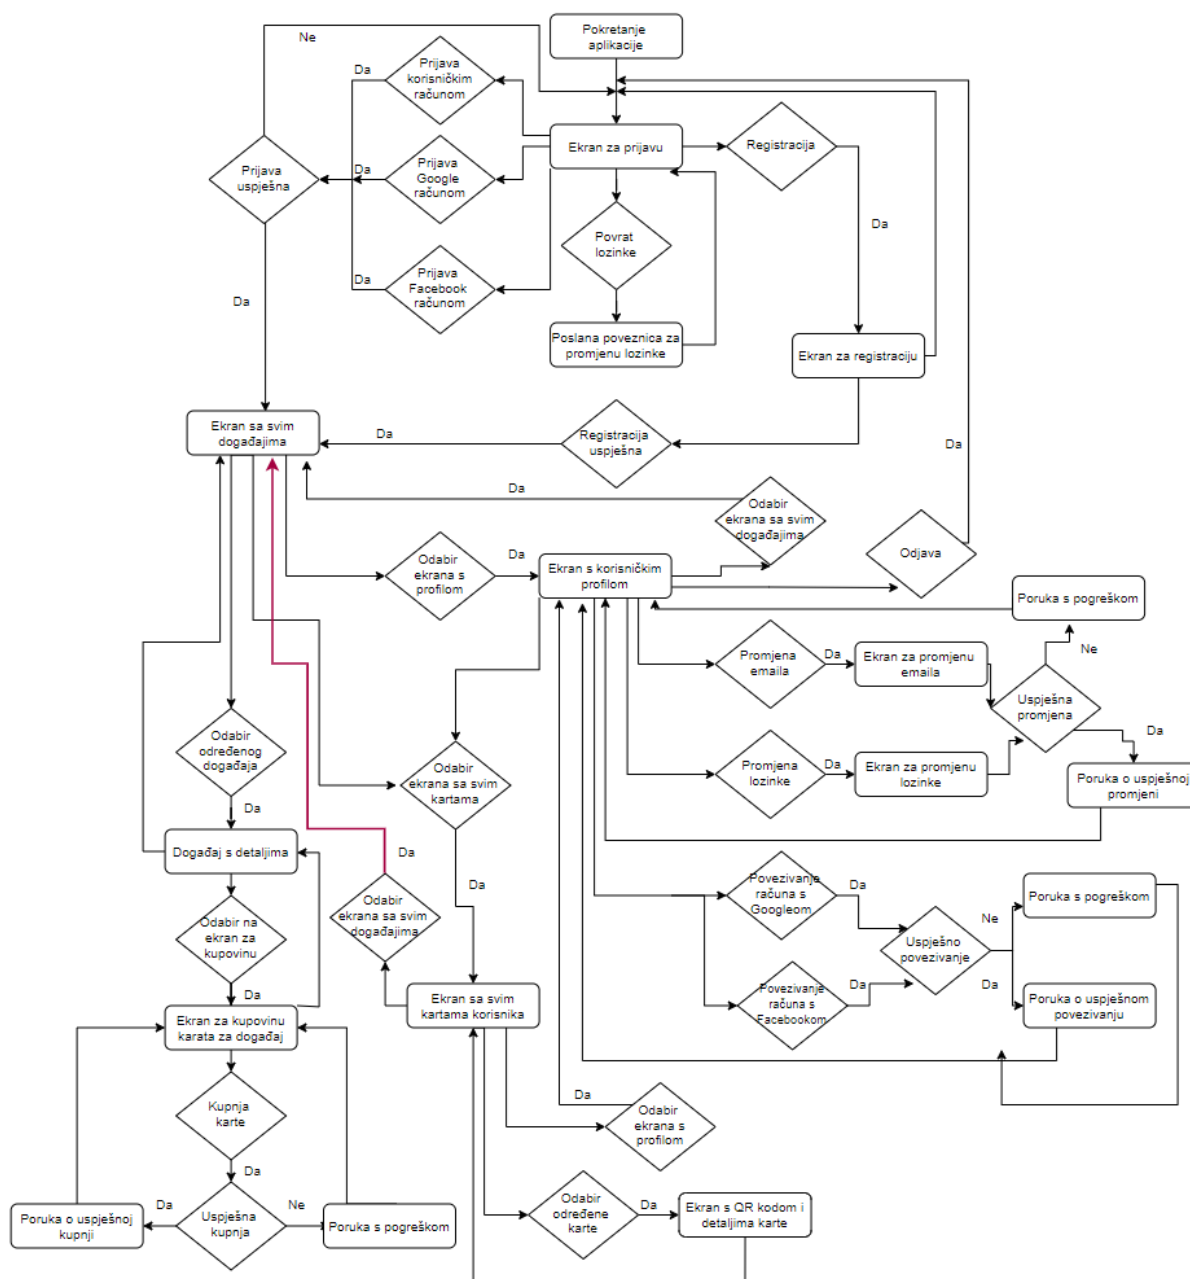 Pokretanje
aplikacije
Ne
Da
Prijava
korisničkim
računom
Ekran za prijavu
Registracija
Prijava
uspješna
Da
Prijava
Google
računom
Da
Povrat
lozinke
Da
Prijava
Facebook
računom
Da
Poslana poveznica za
promjenu lozinke
Ekran za registraciju
Ekran sa svim
događajima
Da
Registracija
uspješna
Da
Da
Odabir
ekrana sa svim
događajima
Odabir
ekrana s
profilom
Da
Ekran s korisničkim
profilom
Odjava
Poruka s pogreškom
Promjena
emaila
Da
Ekran za promjenu
emaila
Ne
Uspješna
promjena
Da
Odabir
određenog
događaja
Odabir
ekrana sa svim
kartama
Promjena
lozinke
Da
Ekran za promjenu
lozinke
Poruka o uspješnoj
promjeni
Da
Događaj s detaljima
Da
Da
Odabir
ekrana sa svim
događajima
Povezivanje
računa s
Googleom
Da
Poruka s pogreškom
Ne
Odabir na
ekran za
kupovinu
Uspješno
povezivanje
Da
Da
Ekran sa svim
kartama korisnika
Povezivanje
računa s
Facebookom
Da
Poruka o uspješnom
povezivanju
Ekran za kupovinu
karata za događaj
Kupnja
karte
Da
Odabir
ekrana s
profilom
Da
Da
Uspješna
kupnja
Ne
Poruka o uspješnoj
kupnji
Poruka s pogreškom
Odabir
određene
karte
Da
Ekran s QR kodom i
detaljima karte